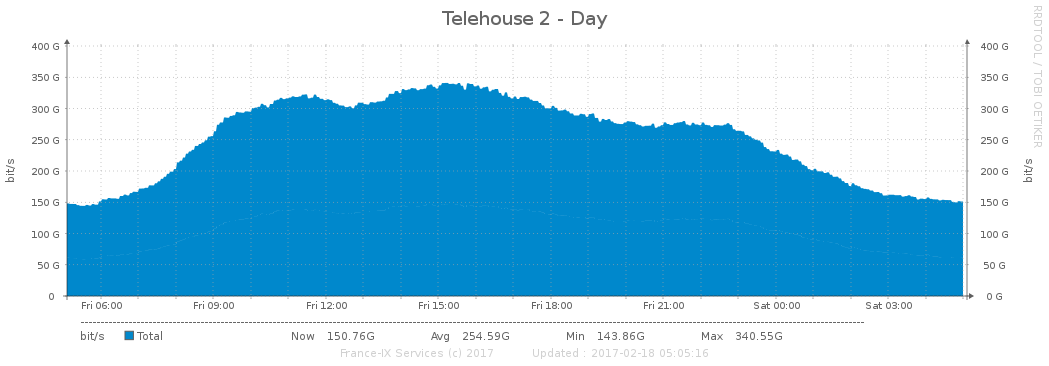 Telehouse 2 - Day
RRDTOOL / TOBI OETIKER
400 G 400 G
350 G 350 G
300 G 300 G
250 G 250 G
200 G 200 G
150 G 150 G
100 G 100 G
50 G 50 G
0 0 G
bit/s bit/s
Fri 06:00 Fri 09:00 Fri 12:00 Fri 15:00 Fri 18:00 Fri 21:00 Sat 00:00 Sat 03:00
bit/s Total Now 150.76G Avg 254.59G Min 143.86G Max 340.55G
France-IX Services (c) 2017 Updated : 2017-02-18 05:05:16